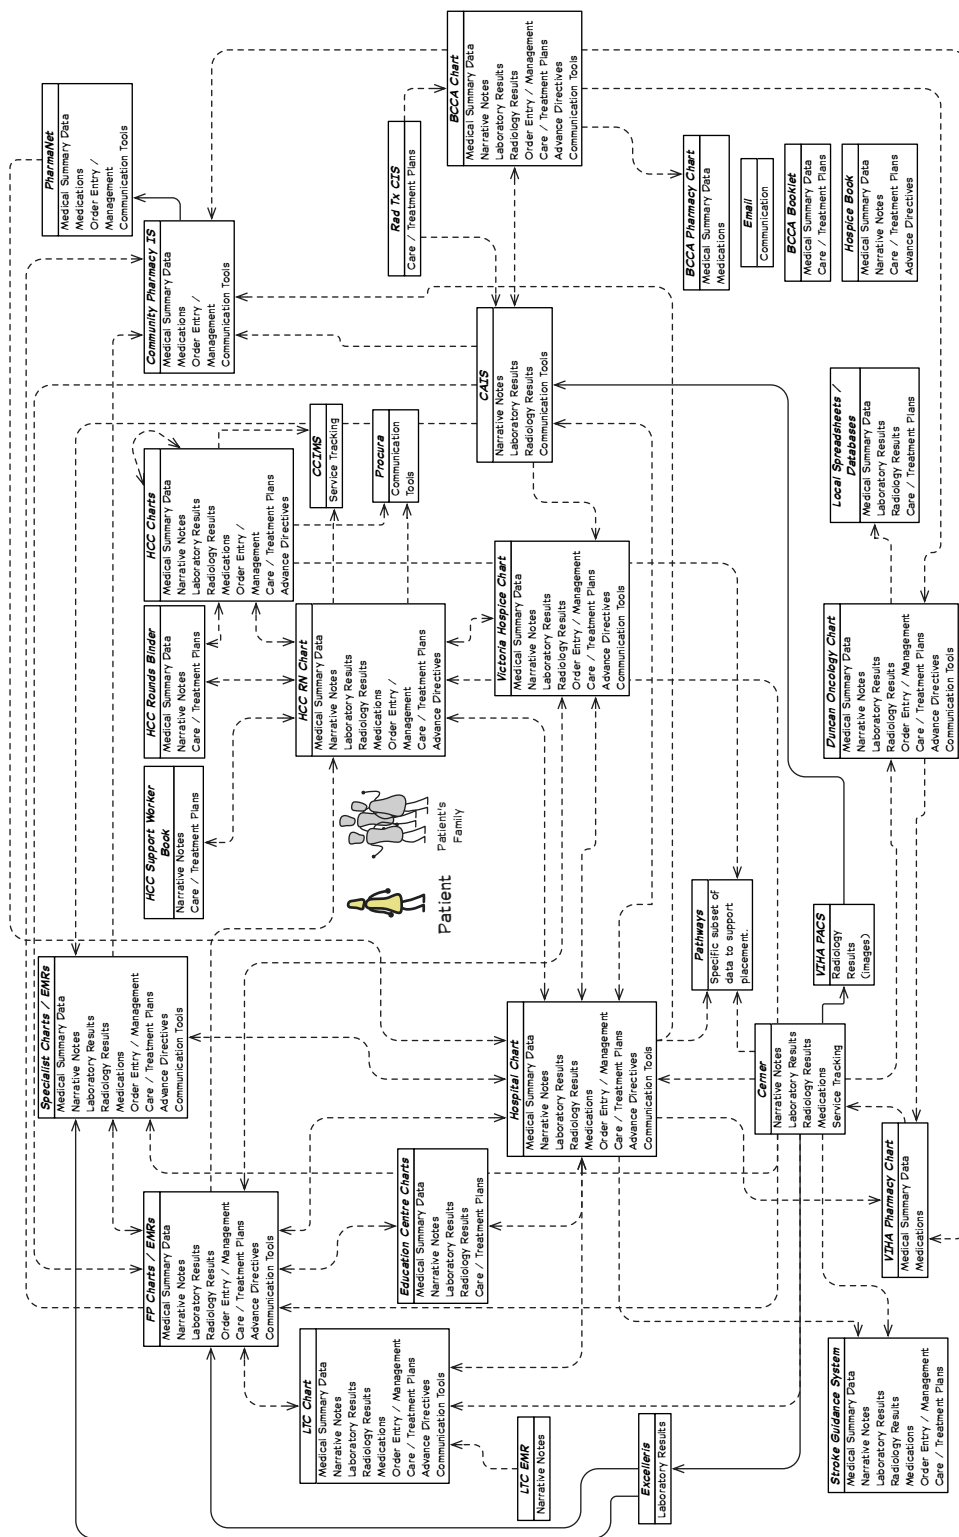 PharmaNet
Medical Summary Data
Medications
Order Entry /
Management
Communication Tools
Specialist Charts / EMRs
Medical Summary Data
Narrative Notes
Laboratory Results
Radiology Results
Medications
Order Entry / Management
Care / Treatment Plans
Advance Directives
Communication Tools
FP Charts / EMRs
Medical Summary Data
Narrative Notes
Laboratory Results
Radiology Results
Order Entry / Management
Care / Treatment Plans
Advance Directives
Communication Tools
HCC Support Worker
Book
Narrative Notes
Care / Treatment Plans
HCC Rounds Binder
Medical Summary Data
Narrative Notes
Care / Treatment Plans
HCC Charts
Medical Summary Data
Narrative Notes
Laboratory Results
Radiology Results
Medications
Order Entry /
Management
Care / Treatment Plans
Advance Directives
Community Pharmacy IS
Medical Summary Data
Medications
Order Entry /
Management
Communication Tools
LTC Chart
Medical Summary Data
Narrative Notes
Laboratory Results
Radiology Results
Medications
Order Entry / Management
Care / Treatment Plans
Advance Directives
Communication Tools
HCC RN Chart
Medical Summary Data
Narrative Notes
Laboratory Results
Radiology Results
Medications
Order Entry /
Management
Care / Treatment Plans
Advance Directives
CCIMS
Service Tracking
Procura
Communication
Tools
Rad Tx CIS
Care / Treatment Plans
BCCA Chart
Medical Summary Data
Narrative Notes
Laboratory Results
Radiology Results
Order Entry / Management
Care / Treatment Plans
Advance Directives
Communication Tools
Education Centre Charts
Medical Summary Data
Narrative Notes
Laboratory Results
Radiology Results
Care / Treatment Plans
Patient
Patient's
Family
CAIS
Narrative Notes
Laboratory Results
Radiology Results
Communication Tools
LTC EMR
Narrative Notes
Hospital Chart
Medical Summary Data
Narrative Notes
Laboratory Results
Radiology Results
Medications
Order Entry / Management
Care / Treatment Plans
Advance Directives
Communication Tools
Victoria Hospice Chart
Medical Summary Data
Narrative Notes
Laboratory Results
Radiology Results
Order Entry / Management
Care / Treatment Plans
Advance Directives
Communication Tools
Excelleris
Laboratory Results
Pathways
Specific subset of
data to support
placement.
BCCA Pharmacy Chart
Medical Summary Data
Medications
Email
Communication
Cerner
Narrative Notes
Laboratory Results
Radiology Results
Medications
Service Tracking
VIHA PACS
Radiology
Results
(images)
BCCA Booklet
Medical Summary Data
Care / Treatment Plans
Hospice Book
Medical Summary Data
Narrative Notes
Care / Treatment Plans
Advance Directives
Stroke Guidance System
Medical Summary Data
Narrative Notes
Laboratory Results
Radiology Results
Medications
Order Entry / Management
Care / Treatment Plans
VIHA Pharmacy Chart
Medical Summary Data
Medications
Duncan Oncology Chart
Medical Summary Data
Narrative Notes
Laboratory Results
Radiology Results
Order Entry / Management
Care / Treatment Plans
Advance Directives
Communication Tools
Local Spreadsheets /
Databases
Medical Summary Data
Laboratory Results
Radiology Results
Care / Treatment Plans